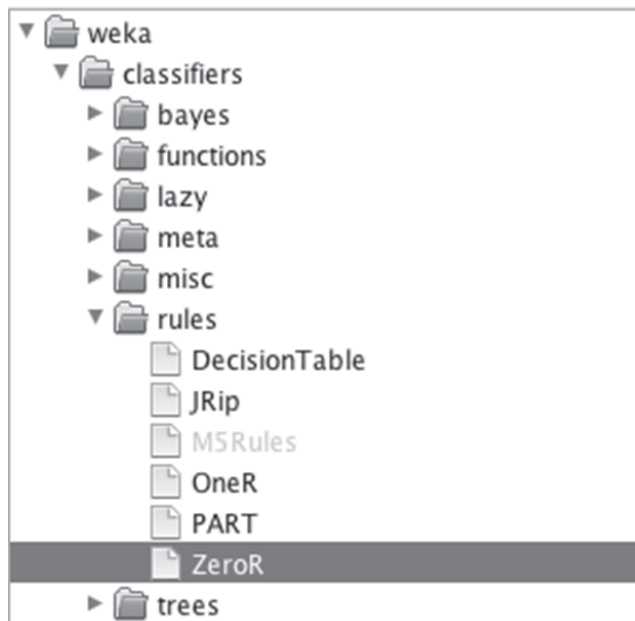 weka
classifiers
bayes
functions
lazy
meta
misc
rules
DecisionTable
JRip
M5Rules
OneR
PART
ZeroR
trees